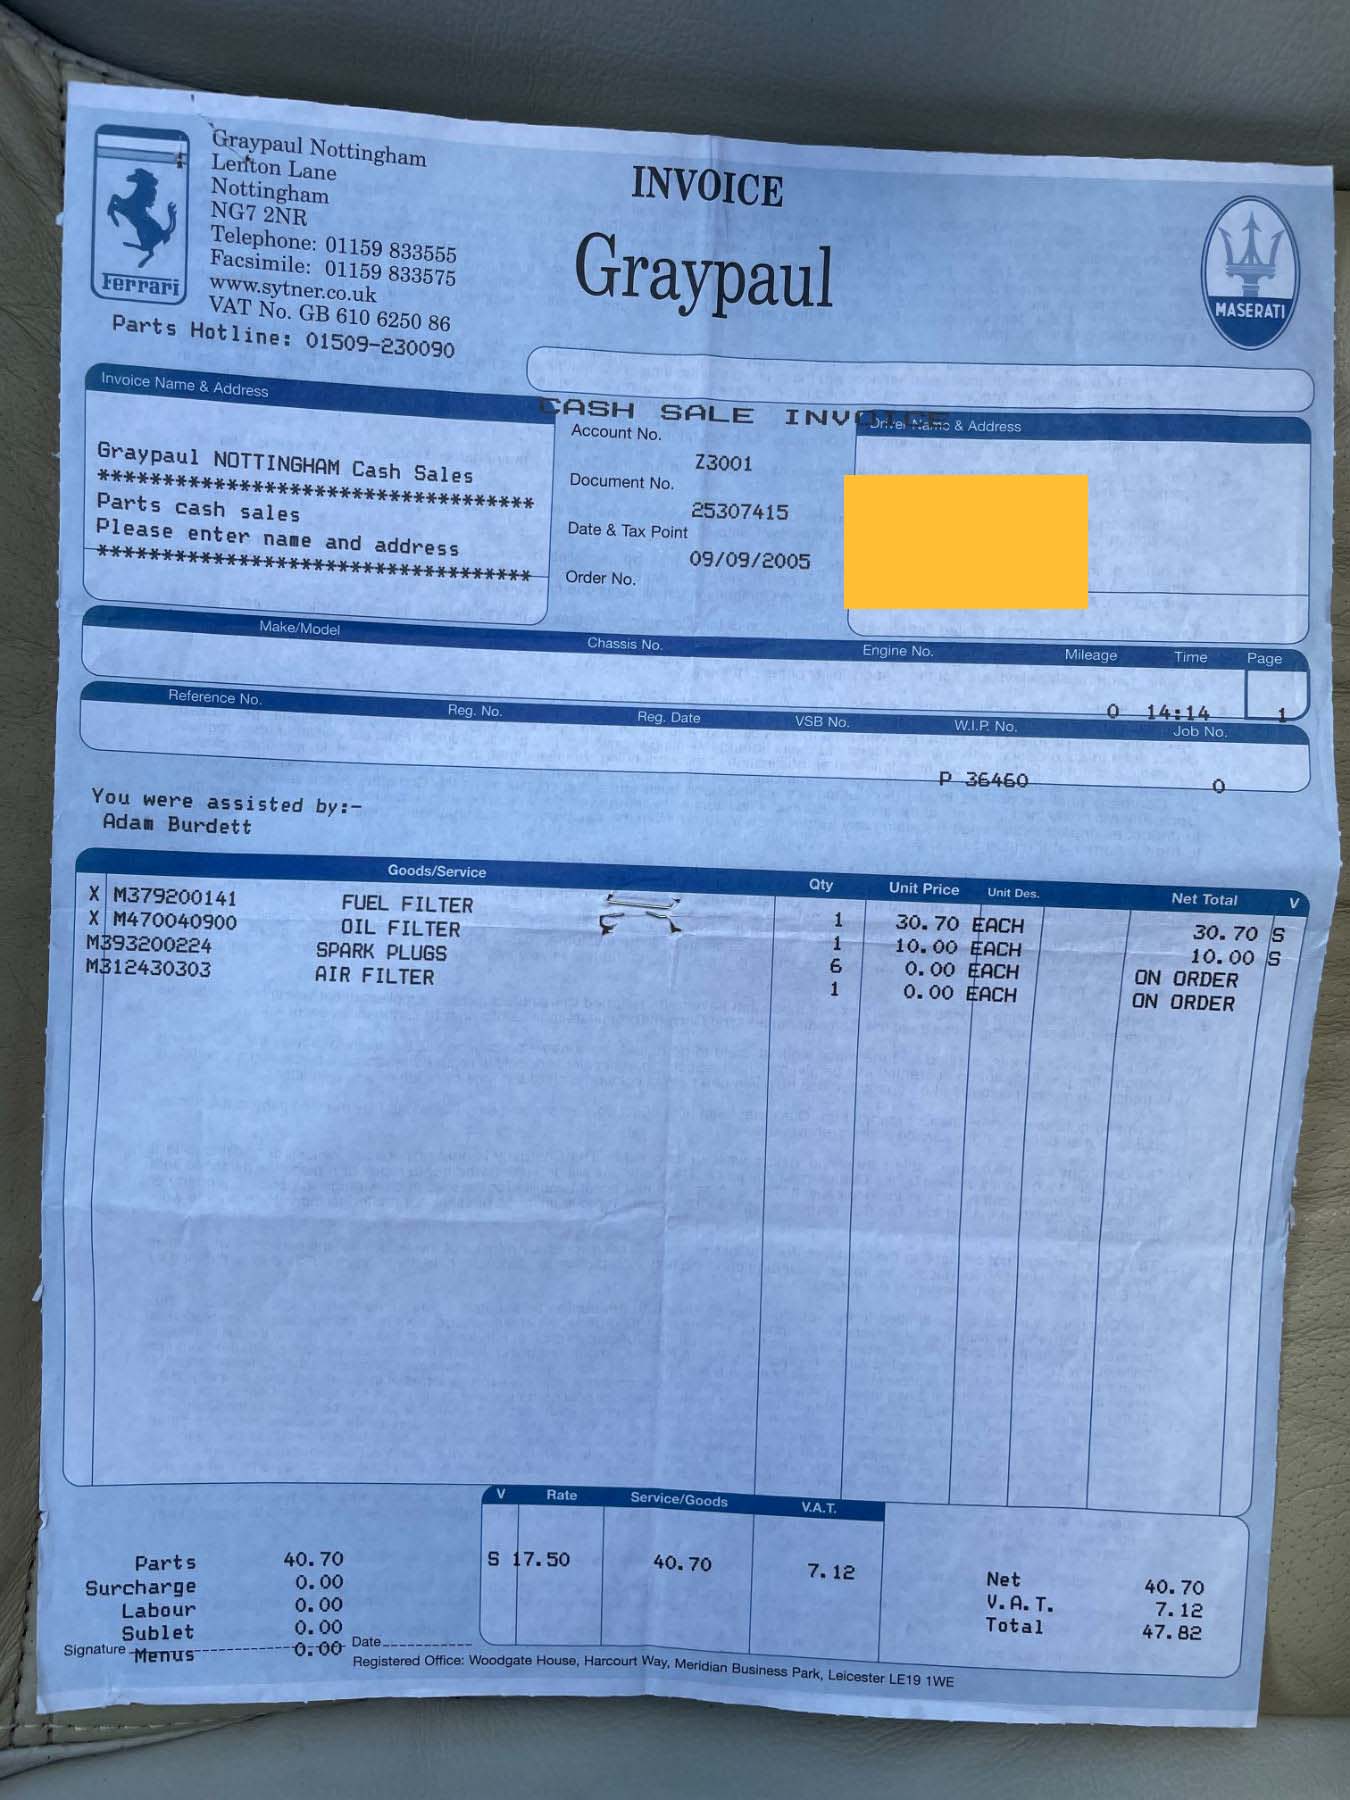 Graypaul Nottingham
Lenton Lane
Nottingham
NG7 2NR
Telephone: 01159 833555
Facsimile: 01159 833575
www.sytner.co.uk
VAT No. GB 610 6250 86
Parts Hotline: 01509-230090
Ferrari
INVOICE
Graypaul
MASERATI
CASH SALE INVOICE
Invoice Name & Address
Graypaul NOTTINGHAM Cash Sales
**********************************
Parts cash sales
Please enter name and address
**********************************
Account No.
Z3001
Document No.
25307415
Date & Tax Point
09/09/2005
Order No.
Driver Name & Address
Make/Model Chassis No. Engine No. Mileage Time Page
0 14:14 1
Reference No. Reg. No. Reg. Date VSB No. W.I.P. No. Job No.
P 36460 0
You were assisted by:-
Adam Burdett
Goods/Service Qty Unit Price Unit Des. Net Total V
X M379200141 FUEL FILTER 1 30.70 EACH 30.70 S
X M470040900 OIL FILTER 1 10.00 EACH 10.00 S
M393200224 SPARK PLUGS 6 0.00 EACH ON ORDER
M312430303 AIR FILTER 1 0.00 EACH ON ORDER
V Rate Service/Goods V.A.T.
S 17.50 40.70 7.12
Parts 40.70
Surcharge 0.00
Labour 0.00
Sublet 0.00
Menus 0.00
Signature Date
Net 40.70
V.A.T. 7.12
Total 47.82
Registered Office: Woodgate House, Harcourt Way, Meridian Business Park, Leicester LE19 1WE